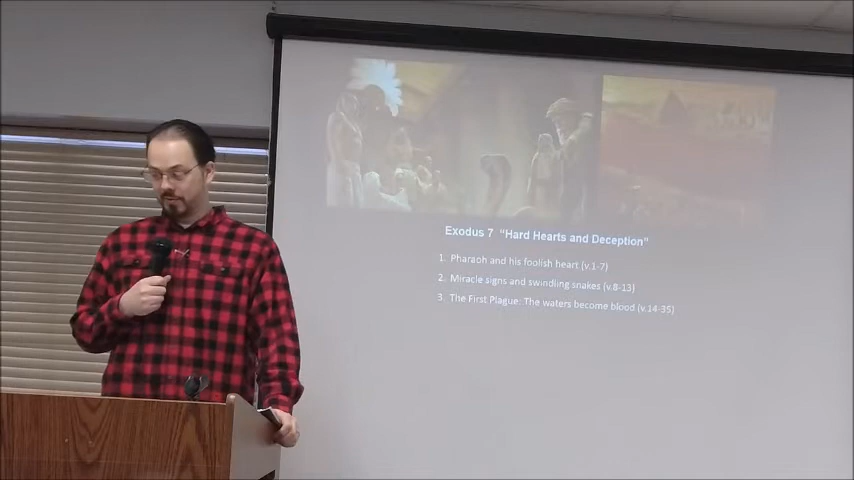 Exodus 7 "Hard Hearts and Deception"
1. Pharaoh and his foolish heart (v.1-7)
2. Miracle signs and swindling snakes (v.8-13)
3. The First Plague: The waters become blood (v.14-35)